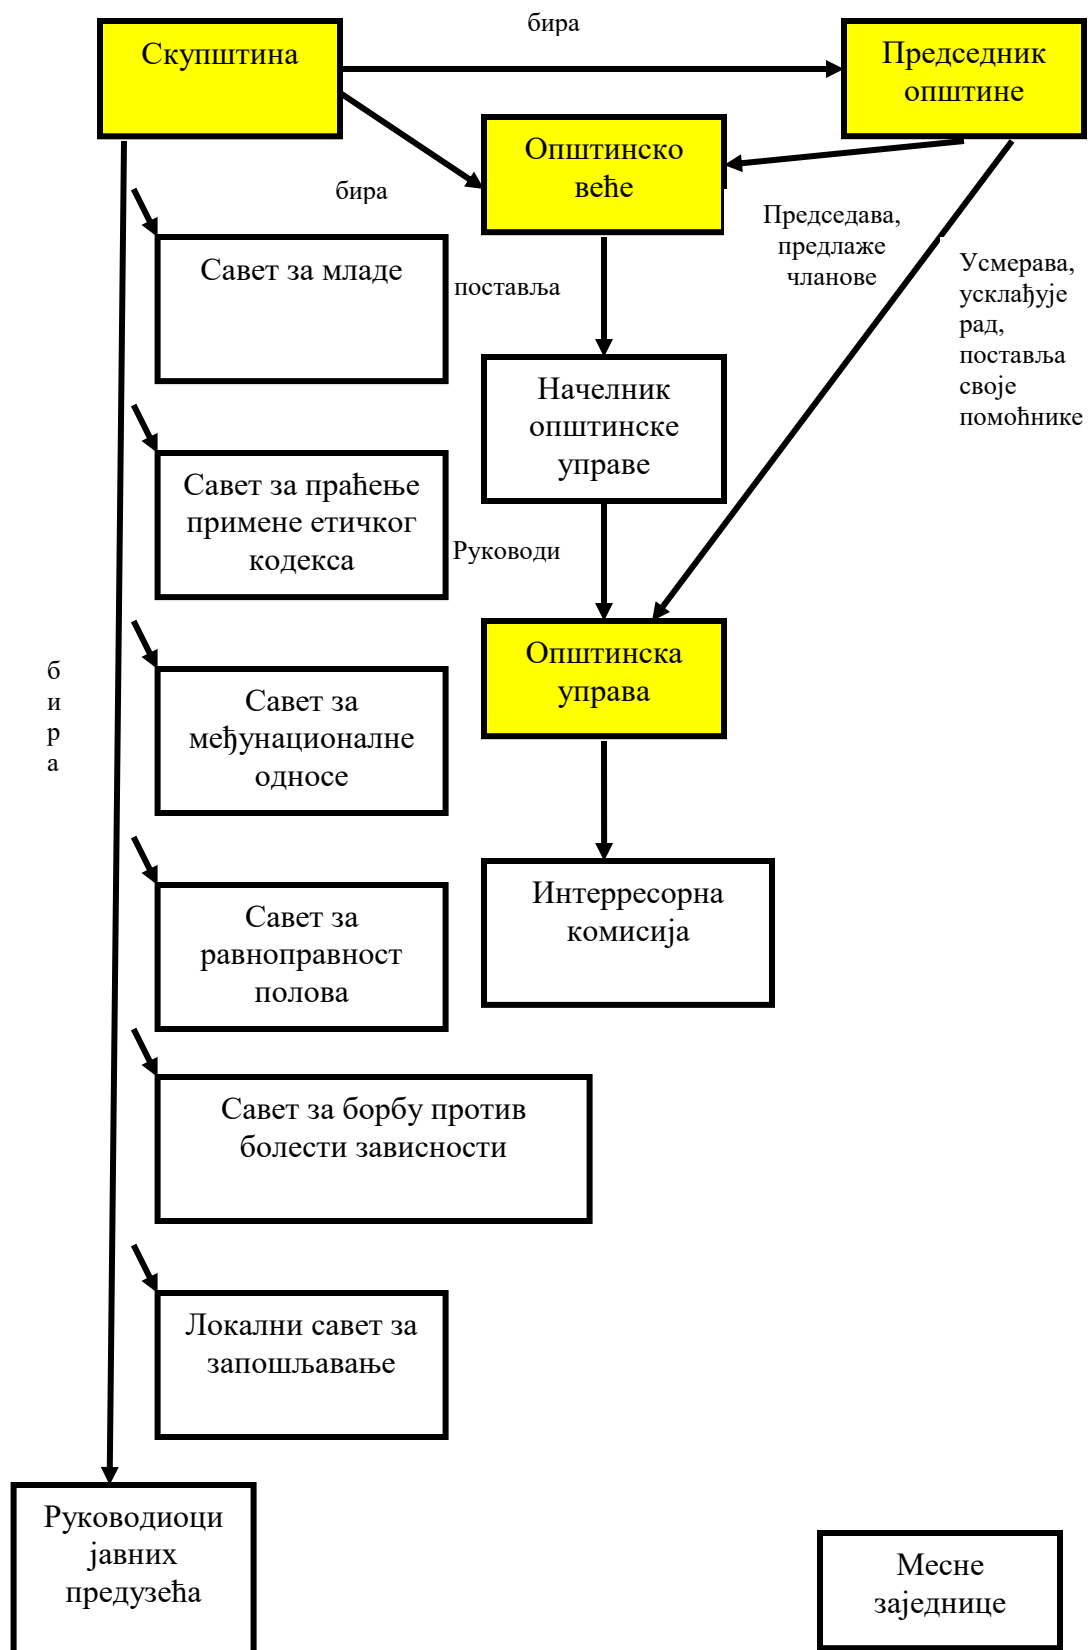 бира
Скупштина
Председник
општине
Општинско
веће
бира
Председава,
предлаже
чланове
Усмерава,
усклађује
рад,
поставља
своје
помоћнике
Савет за младе
поставља
Начелник
општинске
управе
Савет за праћење
примене етичког
кодекса
Руководи
Општинска
управа
б
и
р
а
Савет за
међунационалне
односе
Интерресорна
комисија
Савет за
равноправност
полова
Савет за борбу против
болести зависности
Локални савет за
запошљавање
Руководиоци
јавних
предузећа
Месне
заједнице